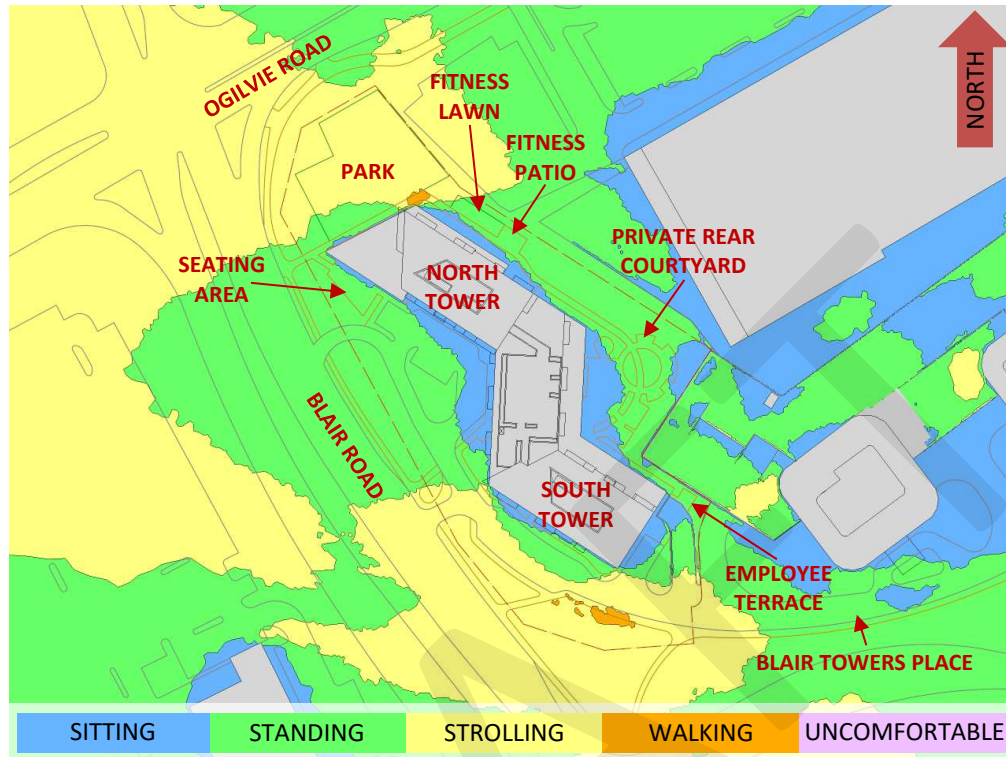 OGILVIE ROAD
FITNESS
LAWN
FITNESS
PATIO
NORTH
PARK
PRIVATE REAR
COURTYARD
SEATING
AREA
NORTH
TOWER
BLAIR ROAD
SOUTH
TOWER
EMPLOYEE
TERRACE
BLAIR TOWERS PLACE
SITTING
STANDING
STROLLING
WALKING
UNCOMFORTABLE